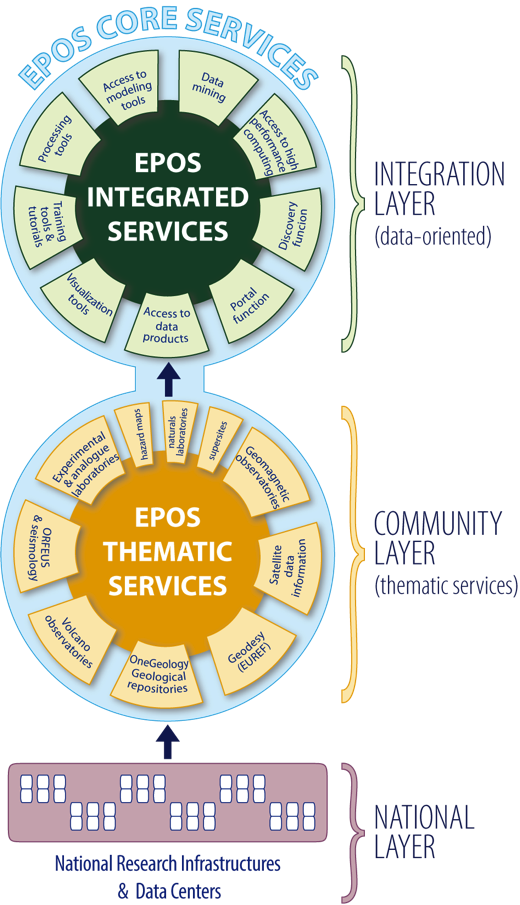 EPOS CORE SERVICES
Access to
modeling
tools
Data
mining
Access to high
performance
computing
Discovery
funcion
Portal
function
Access to
data
products
Visualization
tools
Training
tools &
tutorials
Processing
tools
EPOS
INTEGRATED
SERVICES
INTEGRATION
LAYER
(data-oriented)
Experimental
& analogue
laboratories
hazard maps
naturals
laboratories
supersites
Geomagnetic
observatories
Satellite
data
information
Geodesy
(EUREF)
OneGeology
Geological
repositories
Volcano
observatories
ORFEUS
& seismology
EPOS
THEMATIC
SERVICES
COMMUNITY
LAYER
(thematic services)
NATIONAL
LAYER
National Research Infrastructures
& Data Centers